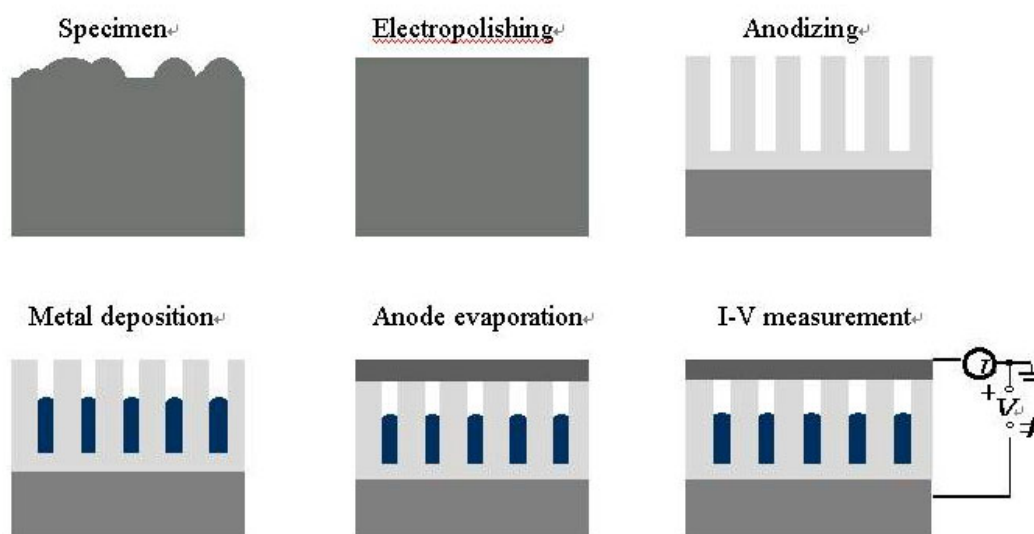 Specimen↵
Electropolishing↵
Anodizing↵
Metal deposition↵
Anode evaporation↵
I-V measurement↵
I
+
V↵